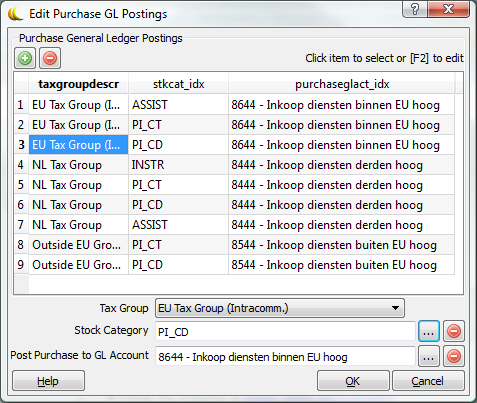 Edit Purchase GL Postings
Purchase General Ledger Postings
Click item to select or [F2] to edit
taxgroupdescr stkcat_idx purchaseglact_idx
1 EU Tax Group (I... ASSIST 8644 - Inkoop diensten binnen EU hoog
2 EU Tax Group (I... PI_CT 8644 - Inkoop diensten binnen EU hoog
3 EU Tax Group (I... PI_CD 8644 - Inkoop diensten binnen EU hoog
4 NL Tax Group INSTR 8444 - Inkoop diensten derden hoog
5 NL Tax Group PI_CT 8444 - Inkoop diensten derden hoog
6 NL Tax Group PI_CD 8444 - Inkoop diensten derden hoog
7 NL Tax Group ASSIST 8444 - Inkoop diensten derden hoog
8 Outside EU Gro... PI_CT 8544 - Inkoop diensten buiten EU hoog
9 Outside EU Gro... PI_CD 8544 - Inkoop diensten buiten EU hoog
Tax Group EU Tax Group (Intracomm.)
Stock Category PI_CD ...
Post Purchase to GL Account 8644 - Inkoop diensten binnen EU hoog ...
Help OK Cancel